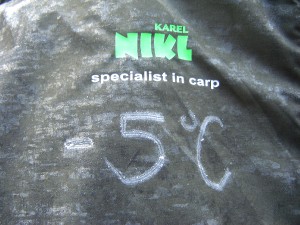 KAREL
NIKL
specialist in carp
-5°C